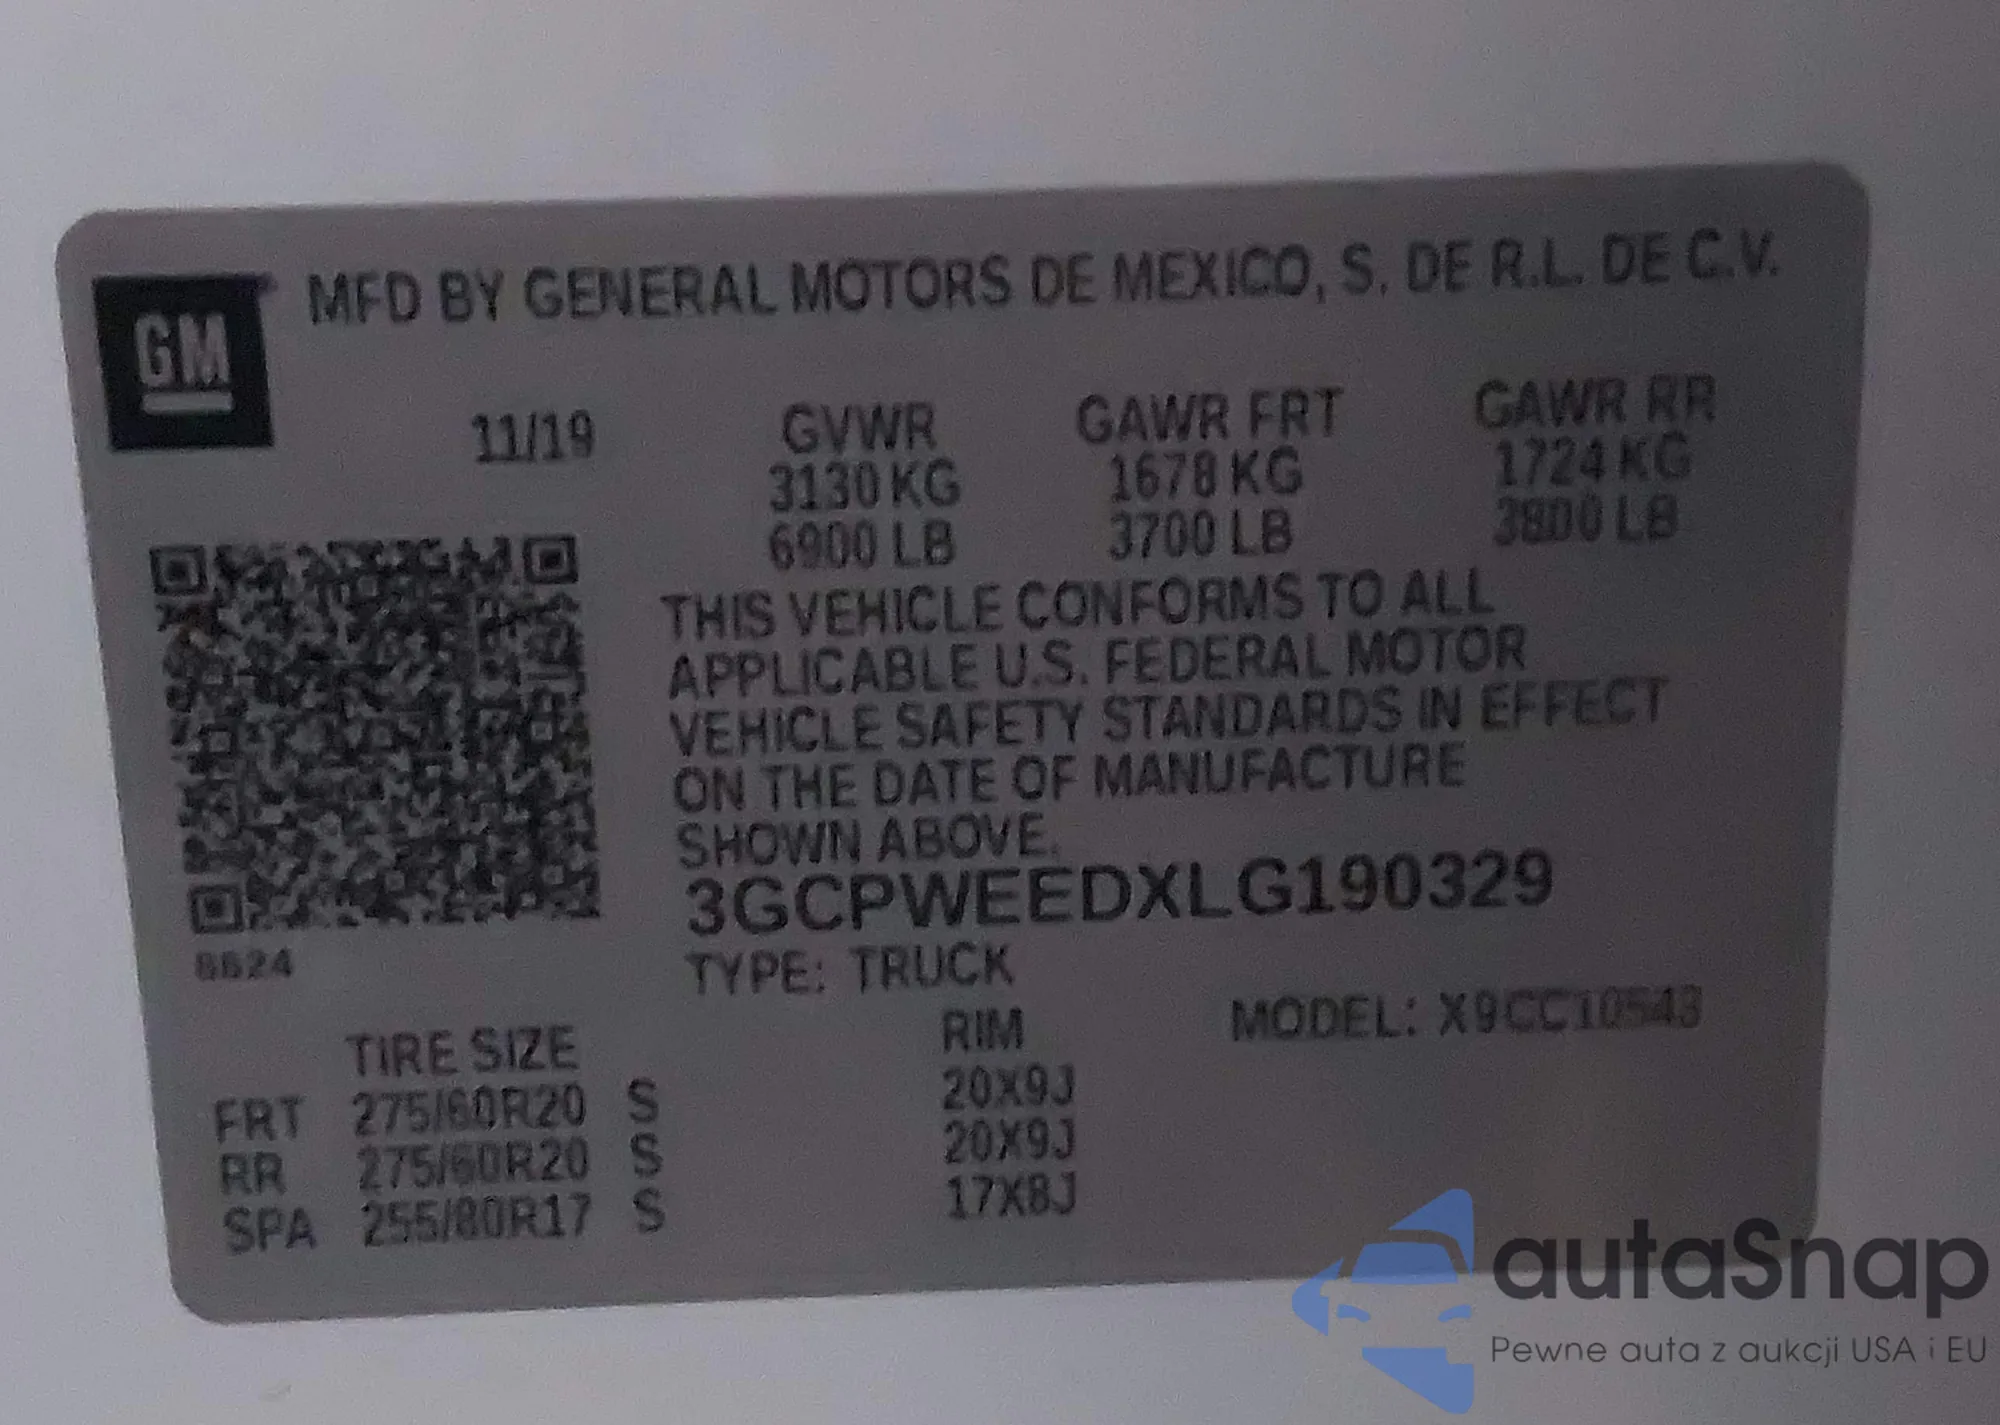 MFD BY GENERAL MOTORS DE MEXICO, S. DE R.L. DE C.V.
GM
11/19 GVWR GAWR FRT GAWR RR
3130 KG 1678 KG 1724 KG
6900 LB 3700 LB 3800 LB
THIS VEHICLE CONFORMS TO ALL
APPLICABLE U.S. FEDERAL MOTOR
VEHICLE SAFETY STANDARDS IN EFFECT
ON THE DATE OF MANUFACTURE
SHOWN ABOVE.
3GCPWEEDXLG190329
TYPE: TRUCK
MODEL: X9CC10543
TIRE SIZE RIM
FRT 275/60R20 S 20X9J
RR 275/60R20 S 20X9J
SPA 255/80R17 S 17X8J
autaSnap
Pewne auta z aukcji USA i EU